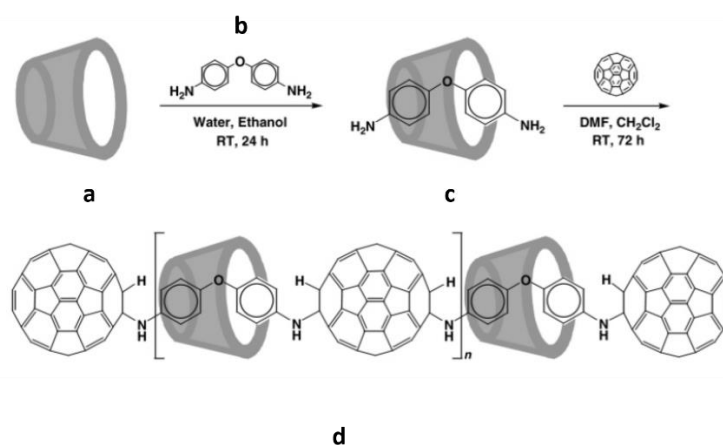 b
O
H₂N NH₂
Water, Ethanol
RT, 24 h
O
H₂N NH₂
DMF, CH₂Cl₂
RT, 72 h
a
c
H O H H O
N H N H N H N H
n
d